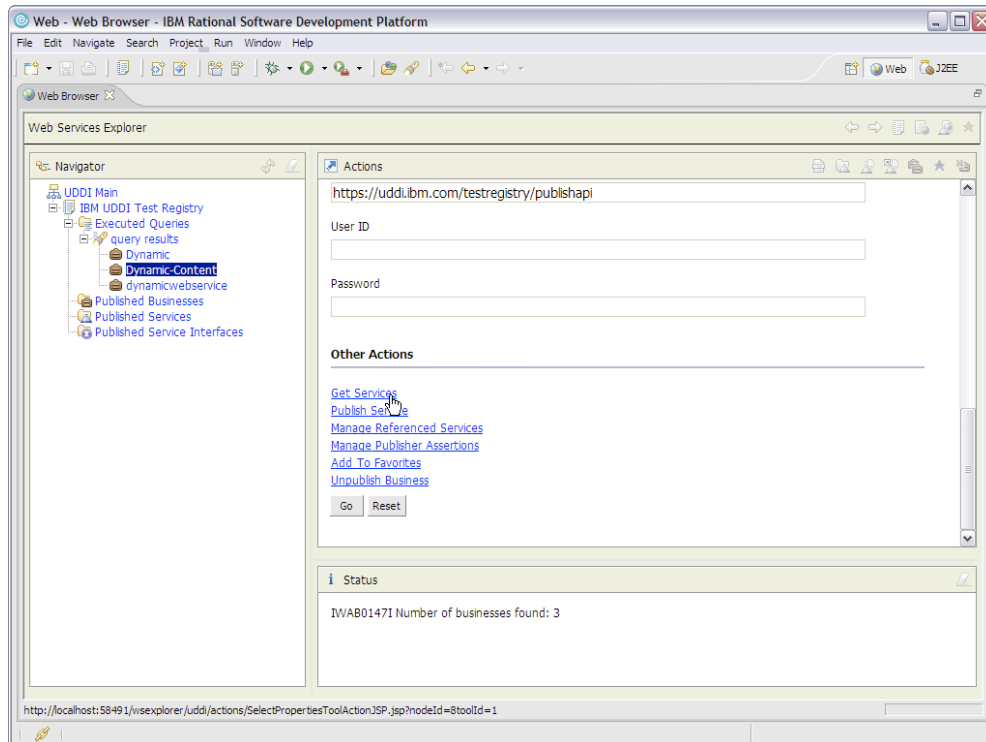 Web - Web Browser - IBM Rational Software Development Platform
File Edit Navigate Search Project Run Window Help
Web J2EE
Web Browser
Web Services Explorer
Navigator
UDDI Main
IBM UDDI Test Registry
Executed Queries
query results
Dynamic
Dynamic-Content
dynamicwebservice
Published Businesses
Published Services
Published Service Interfaces
Actions
https://uddi.ibm.com/testregistry/publishapi
User ID
Password
Other Actions
Get Services
Publish Service
Manage Referenced Services
Manage Publisher Assertions
Add To Favorites
Unpublish Business
Go Reset
i Status
IWAB0147I Number of businesses found: 3
http://localhost:58491/wsexplorer/uddi/actions/SelectPropertiesToolActionJSP.jsp?nodeId=8toolId=1